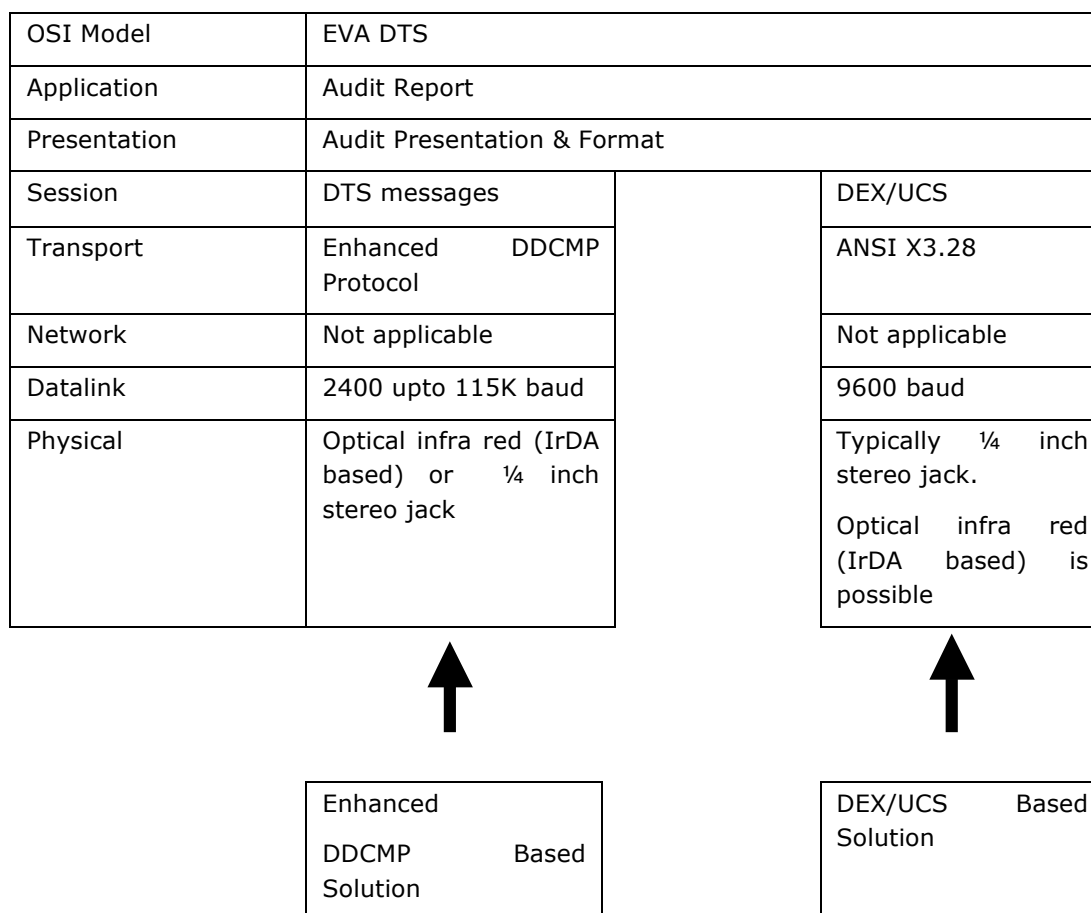 OSI Model
EVA DTS
Application
Audit Report
Presentation
Audit Presentation & Format
Session
DTS messages
DEX/UCS
Transport
Enhanced DDCMP
Protocol
ANSI X3.28
Network
Not applicable
Not applicable
Datalink
2400 upto 115K baud
9600 baud
Physical
Optical infra red (IrDA
based) or ¼ inch
stereo jack
Typically ¼ inch
stereo jack.
Optical infra red
(IrDA based) is
possible
Enhanced
DDCMP Based
Solution
DEX/UCS Based
Solution